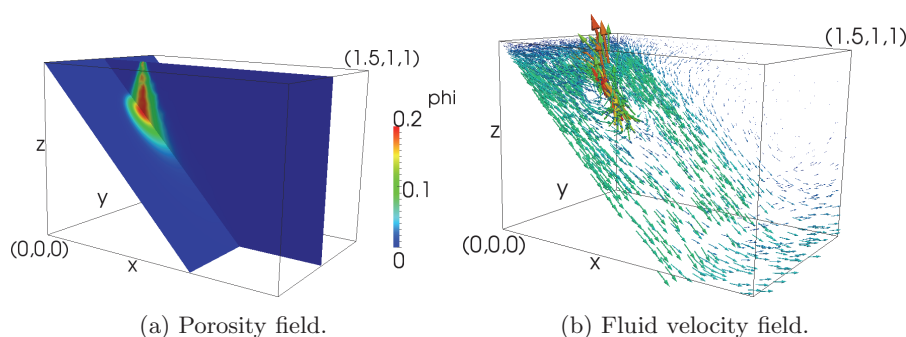 (1.5,1,1)
phi
0.2
z
0.1
y
(0,0,0)
x
0
(a) Porosity field.
(1.5,1,1)
z
y
(0,0,0)
x
(b) Fluid velocity field.